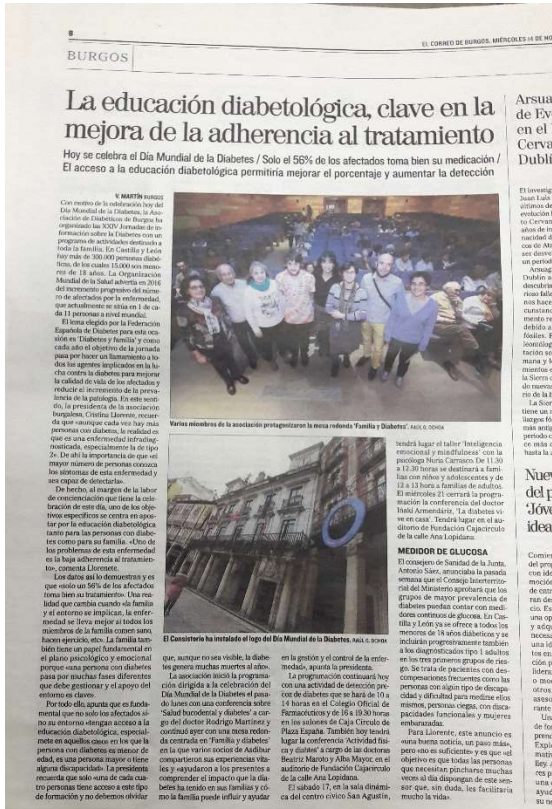 8
EL CORREO DE BURGOS. MIÉRCOLES 14 DE NO
BURGOS
La educación diabetológica, clave en la
mejora de la adherencia al tratamiento
Hoy se celebra el Día Mundial de la Diabetes / Solo el 56% de los afectados toma bien su medicación /
El acceso a la educación diabetológica permitiría mejorar el porcentaje y aumentar la detección
V. MARTÍN BURGOS
Con motivo de la celebración hoy del
Día Mundial de la Diabetes, la Aso-
ciación de Diabéticos de Burgos ha
organizado las XXIV Jornadas de in-
formación sobre la Diabetes con un
programa de actividades destinado a
toda la familia. En Castilla y León
hay más de 300.000 personas diabé-
ticas, de los cuales 15.000 son meno-
res de 18 años. La Organización
Mundial de la Salud advertía en 2016
del incremento progresivo del núme-
ro de afectados por la enfermedad,
que actualmente se sitúa en 1 de ca-
da 11 personas a nivel mundial.
El lema elegido por la Federación
Española de Diabetes para esta oca-
sión es 'Diabetes y familia' y como
cada año el objetivo de la jornada
pasa por hacer un llamamiento a to-
dos los agentes implicados en la lu-
cha contra la diabetes para mejorar
la calidad de vida de los afectados y
reducir el incremento de la preva-
lencia de la patología. En este senti-
do, la presidenta de la asociación
burgalesa, Cristina Llorente, recuer-
da que «aunque cada vez hay más
personas con diabetes, la realidad es
que es una enfermedad infradiag-
nosticada, especialmente la de tipo
2». De ahí la importancia de que «el
mayor número de personas conozca
los síntomas de esta enfermedad y
sea capaz de detectarla».
De hecho, al margen de la labor
de concienciación que tiene la cele-
bración de este día, uno de los obje-
tivos específicos se centra en apos-
tar por la educación diabetológica
tanto para las personas con diabe-
tes como para su familia. «Uno de
los problemas de esta enfermedad
es la baja adherencia al tratamien-
to», comenta Llorente.
Los datos así lo demuestran y es
que «solo un 56% de los afectados
toma bien su tratamiento». Una rea-
lidad que cambia cuando «la familia
y el entorno se implican, la enfer-
medad se lleva mejor si todos los
miembros de la familia comen sano,
hacen ejercicio, etc». La familia tam-
bién tiene un papel fundamental en
el plano psicológico y emocional
porque «una persona con diabetes
pasa por muchas fases diferentes
que debe gestionar y el apoyo del
entorno es clave».
Por todo ello, apunta que es funda-
mental que no solo los afectados si-
no su entorno «tengan acceso a la
educación diabetológica, especial-
mente en aquellos casos en los que la
persona con diabetes es menor de
edad, es una persona mayor o tiene
alguna discapacidad». La presidenta
recuerda que solo «una de cada cua-
tro personas tiene acceso a este tipo
de formación y no debemos olvidar
Varios miembros de la asociación protagonizaron la mesa redonda 'Familia y Diabetes'. RAÚL G. OCHOA
El Consistorio ha instalado el logo del Día Mundial de la Diabetes. RAÚL G. OCHOA
que, aunque no sea visible, la diabe-
tes genera muchas muertes al año».
La asociación inició la programa-
ción dirigida a la celebración del
Día Mundial de la Diabetes el pasa-
do lunes con una conferencia sobre
'Salud bucodental y diabetes' a car-
go del doctor Rodrigo Martínez y
continuó ayer con una mesa redon-
da centrada en 'Familia y diabetes'
en la que varios socios de Asdibur
compartieron sus experiencias vita-
les y «ayudaron a los presentes a
comprender el impacto que la dia-
betes ha tenido en sus familias y có-
mo la familia puede influir y ayudar
en la gestión y el control de la enfer-
medad», apunta la presidenta.
La programación continuará hoy
con una actividad de detección pre-
coz de diabetes que se hará de 10 a
14 horas en el Colegio Oficial de
Farmacéuticos y de 16 a 19.30 horas
en los salones de Caja Círculo de
Plaza España. También hoy tendrá
lugar la conferencia 'Actividad físi-
ca y diabetes' a cargo de las doctoras
Beatriz Maroto y Alba Mayor, en el
auditorio de Fundación Cajacírculo
de la calle Ana Lopidana.
El sábado 17, en la sala dinámica
del centro cívico San Agustín,
tendrá lugar el taller 'Inteligencia
emocional y mindfulness' con la
psicóloga Nuria Carrasco. De 11.30
a 12.30 horas se destinará a fami-
lias con niños y adolescentes y de
12 a 13 hora a familias de adultos.
El miércoles 21 cerrará la progra-
mación la conferencia del doctor
Iñaki Armendáriz, 'La diabetes vi-
ve en casa'. Tendrá lugar en el au-
ditorio de Fundación Cajacírculo
de la calle Ana Lopidana.
MEDIDOR DE GLUCOSA
El consejero de Sanidad de la Junta,
Antonio Sáez, anunciaba la pasada
semana que el Consejo Interterrito-
rial del Ministerio aprobará que los
grupos de mayor prevalencia de
diabetes puedan contar con medi-
dores continuos de glucosa. En Cas-
tilla y León ya se ofrece a todos los
menores de 18 años diabéticos y se
incluirán progresivamente también
a los diagnosticados tipo 1 adultos
en los tres primeros grupos de ries-
go. Se trata de pacientes con des-
compensaciones frecuentes como las
personas con algún tipo de discapa-
cidad y dificultad para medirse ellos
mismos, personas ciegas, con disca-
pacidades funcionales y mujeres
embarazadas.
Para Llorente, este anuncio es
«una buena noticia, un paso más»,
pero «no es suficiente» y es que «el
objetivo es que todas las personas
que necesitan pincharse muchas
veces al día dispongan de este sen-
sor que, sin duda, les facilitaría
mucho la vida».
Arsua
de Ev
en el
Cerva
Dublín
Nue
del p
'Jóv
idea